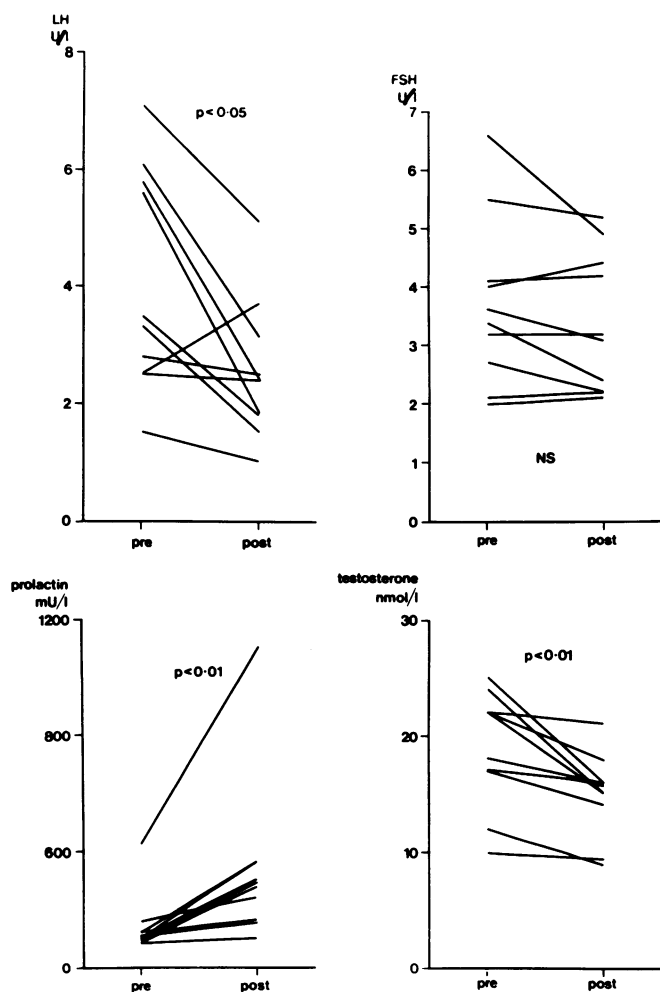 LH
U/l
8
p<0·05
6
4
2
0
pre post
FSH
U/l
7
6
5
4
3
2
1
0
NS
pre post
prolactin
mU/l
1200
p<0·01
800
600
0
pre post
testosterone
nmol/l
30
p<0·01
20
10
0
pre post